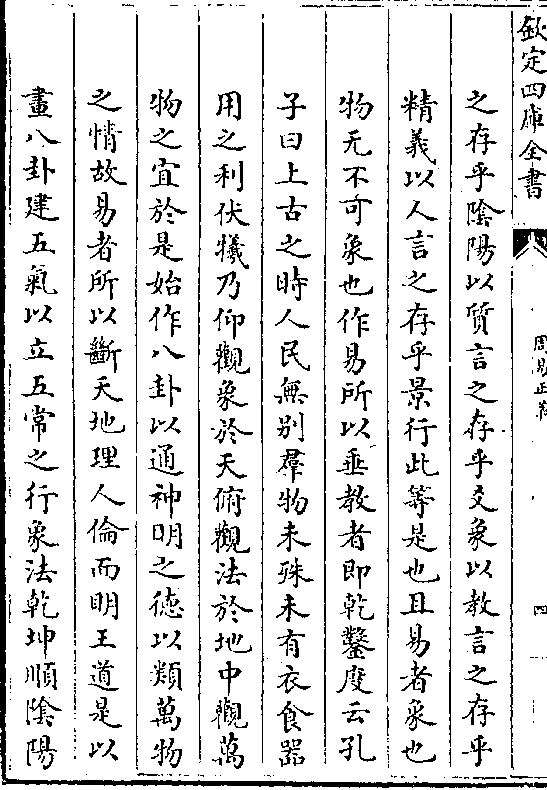 欽定四庫全書
周易正義
四
之存乎陰陽以質言之存乎爻象以教言之存乎
精義以人言之存乎景行此等是也且易者象也
物无不可象也作易所以垂教者即乾鑿度云孔
子曰上古之時人民無别羣物未殊未有衣食器
用之利伏犧乃仰觀象於天俯觀法於地中觀萬
物之宜於是始作八卦以通神明之德以類萬物
之情故易者所以斷天地理人倫而明王道是以
畫八卦建五氣以立五常之行象法乾坤順陰陽